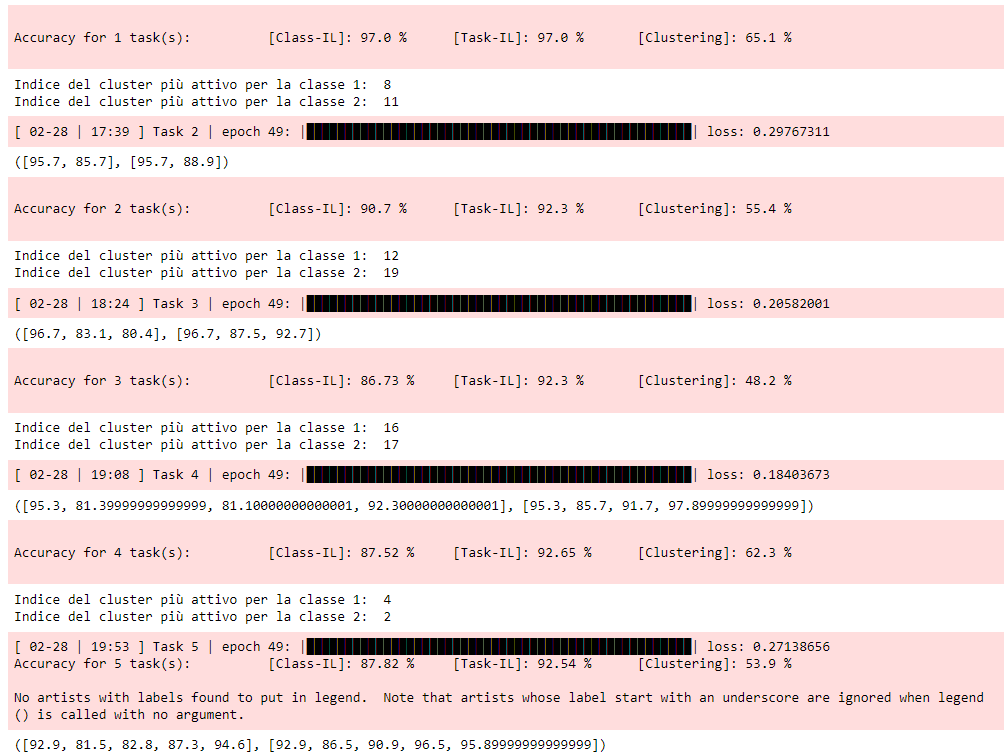 Accuracy for 1 task(s): [Class-IL]: 97.0 % [Task-IL]: 97.0 % [Clustering]: 65.1 %
Indice del cluster più attivo per la classe 1: 8
Indice del cluster più attivo per la classe 2: 11
[ 02-28 | 17:39 ] Task 2 | epoch 49: | | loss: 0.29767311
([95.7, 85.7], [95.7, 88.9])
Accuracy for 2 task(s): [Class-IL]: 90.7 % [Task-IL]: 92.3 % [Clustering]: 55.4 %
Indice del cluster più attivo per la classe 1: 12
Indice del cluster più attivo per la classe 2: 19
[ 02-28 | 18:24 ] Task 3 | epoch 49: | | loss: 0.20582001
([96.7, 83.1, 80.4], [96.7, 87.5, 92.7])
Accuracy for 3 task(s): [Class-IL]: 86.73 % [Task-IL]: 92.3 % [Clustering]: 48.2 %
Indice del cluster più attivo per la classe 1: 16
Indice del cluster più attivo per la classe 2: 17
[ 02-28 | 19:08 ] Task 4 | epoch 49: | | loss: 0.18403673
([95.3, 81.39999999999999, 81.10000000000001, 92.30000000000001], [95.3, 85.7, 91.7, 97.89999999999999])
Accuracy for 4 task(s): [Class-IL]: 87.52 % [Task-IL]: 92.65 % [Clustering]: 62.3 %
Indice del cluster più attivo per la classe 1: 4
Indice del cluster più attivo per la classe 2: 2
[ 02-28 | 19:53 ] Task 5 | epoch 49: | | loss: 0.27138656
Accuracy for 5 task(s): [Class-IL]: 87.82 % [Task-IL]: 92.54 % [Clustering]: 53.9 %
No artists with labels found to put in legend. Note that artists whose label start with an underscore are ignored when legend
() is called with no argument.
([92.9, 81.5, 82.8, 87.3, 94.6], [92.9, 86.5, 90.9, 96.5, 95.89999999999999])